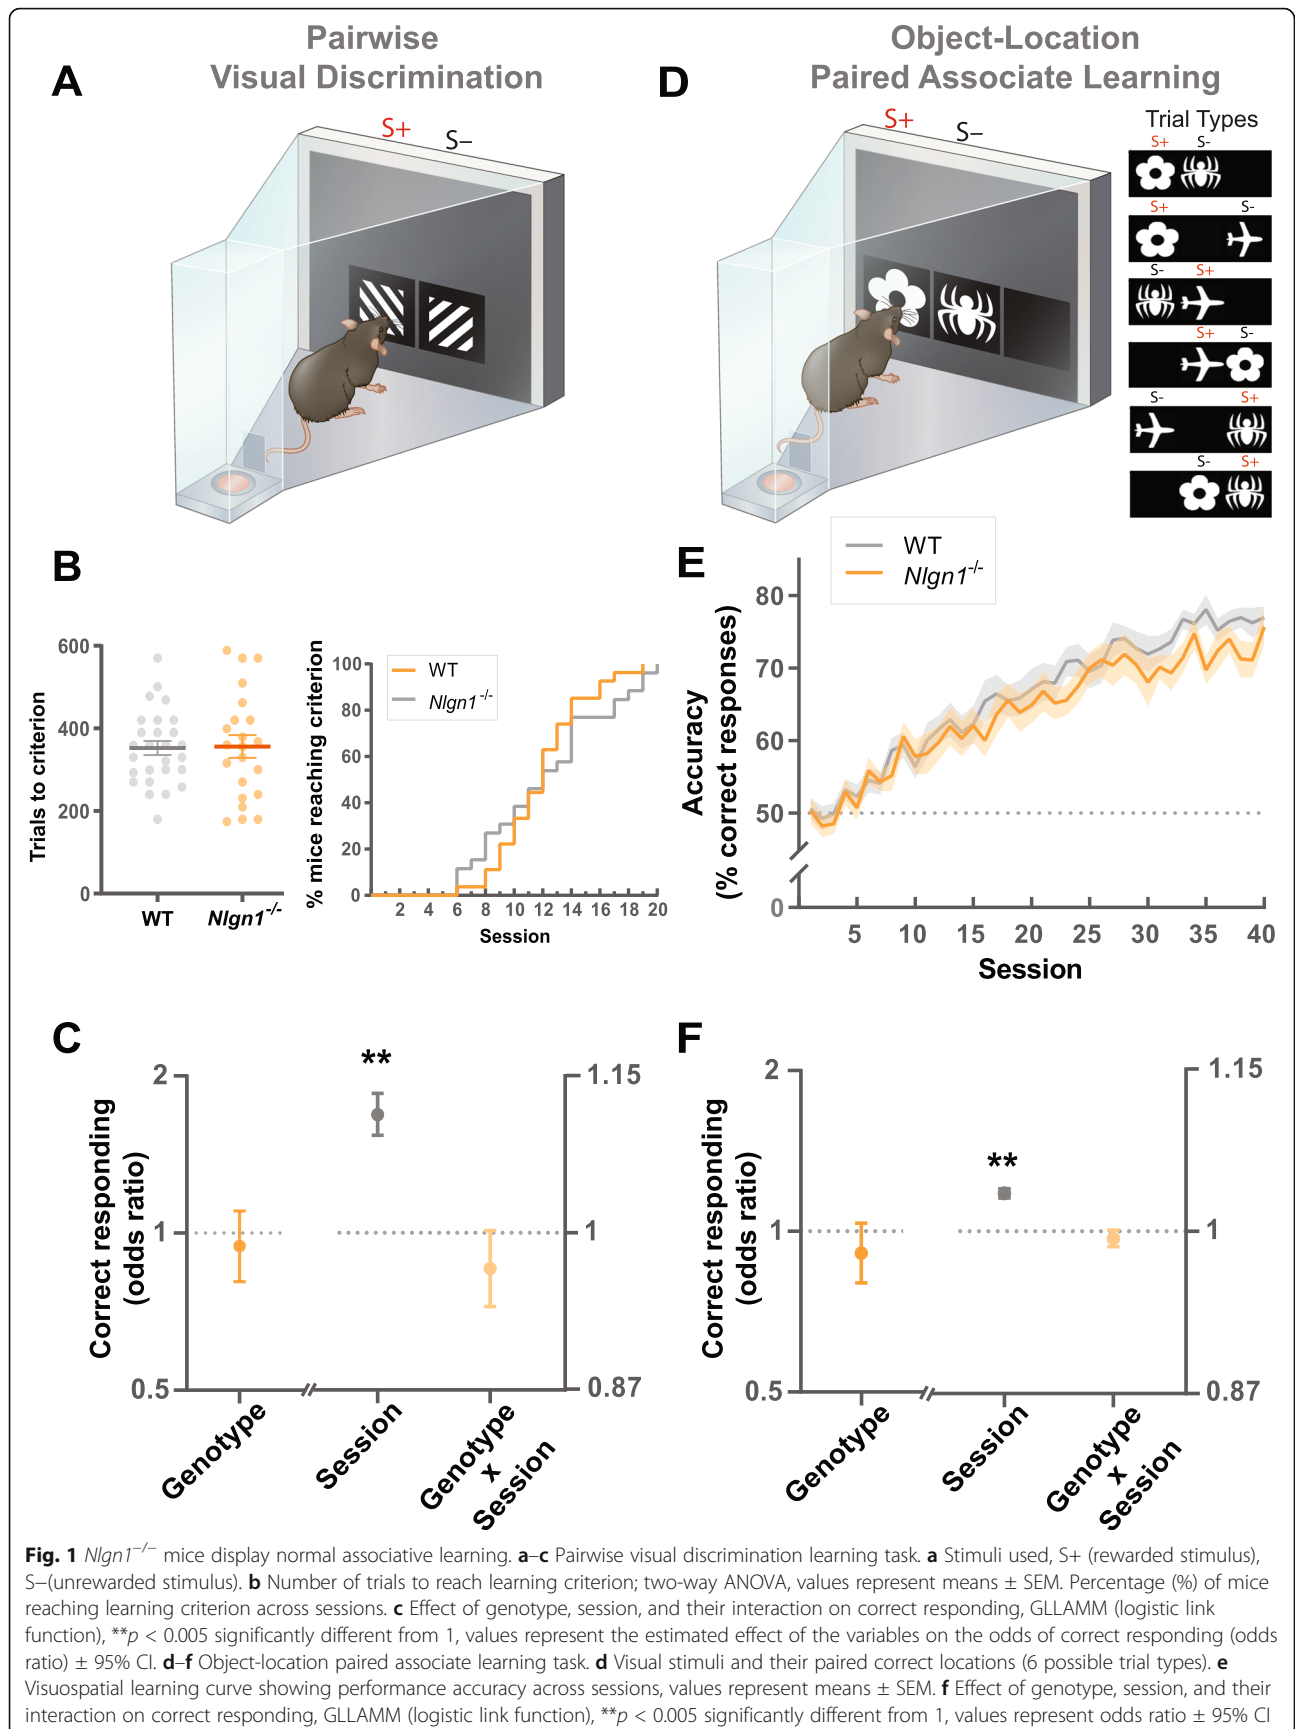 Pairwise
Visual Discrimination
Object-Location
Paired Associate Learning
A
S+
S−
D
S+
S−
Trial Types
S+ S-
S+ S-
S- S+
S+ S-
S- S+
S- S+
B
Trials to criterion
600
400
200
0
WT
Nlgn1-/-
% mice reaching criterion
100
80
60
40
20
0
WT
Nlgn1-/-
2 4 6 8 10 12 14 16 18 20
Session
E
WT
Nlgn1-/-
Accuracy
(% correct responses)
80
70
60
50
0
5 10 15 20 25 30 35 40
Session
C
Correct responding
(odds ratio)
2
1
0.5
**
1.15
1
0.87
Genotype
Session
Genotype
x
Session
F
Correct responding
(odds ratio)
2
1
0.5
**
1.15
1
0.87
Genotype
Session
Genotype
x
Session
Fig. 1 Nlgn1−/− mice display normal associative learning. a–c Pairwise visual discrimination learning task. a Stimuli used, S+ (rewarded stimulus),
S−(unrewarded stimulus). b Number of trials to reach learning criterion; two-way ANOVA, values represent means ± SEM. Percentage (%) of mice
reaching learning criterion across sessions. c Effect of genotype, session, and their interaction on correct responding, GLLAMM (logistic link
function), **p < 0.005 significantly different from 1, values represent the estimated effect of the variables on the odds of correct responding (odds
ratio) ± 95% CI. d–f Object-location paired associate learning task. d Visual stimuli and their paired correct locations (6 possible trial types). e
Visuospatial learning curve showing performance accuracy across sessions, values represent means ± SEM. f Effect of genotype, session, and their
interaction on correct responding, GLLAMM (logistic link function), **p < 0.005 significantly different from 1, values represent odds ratio ± 95% CI